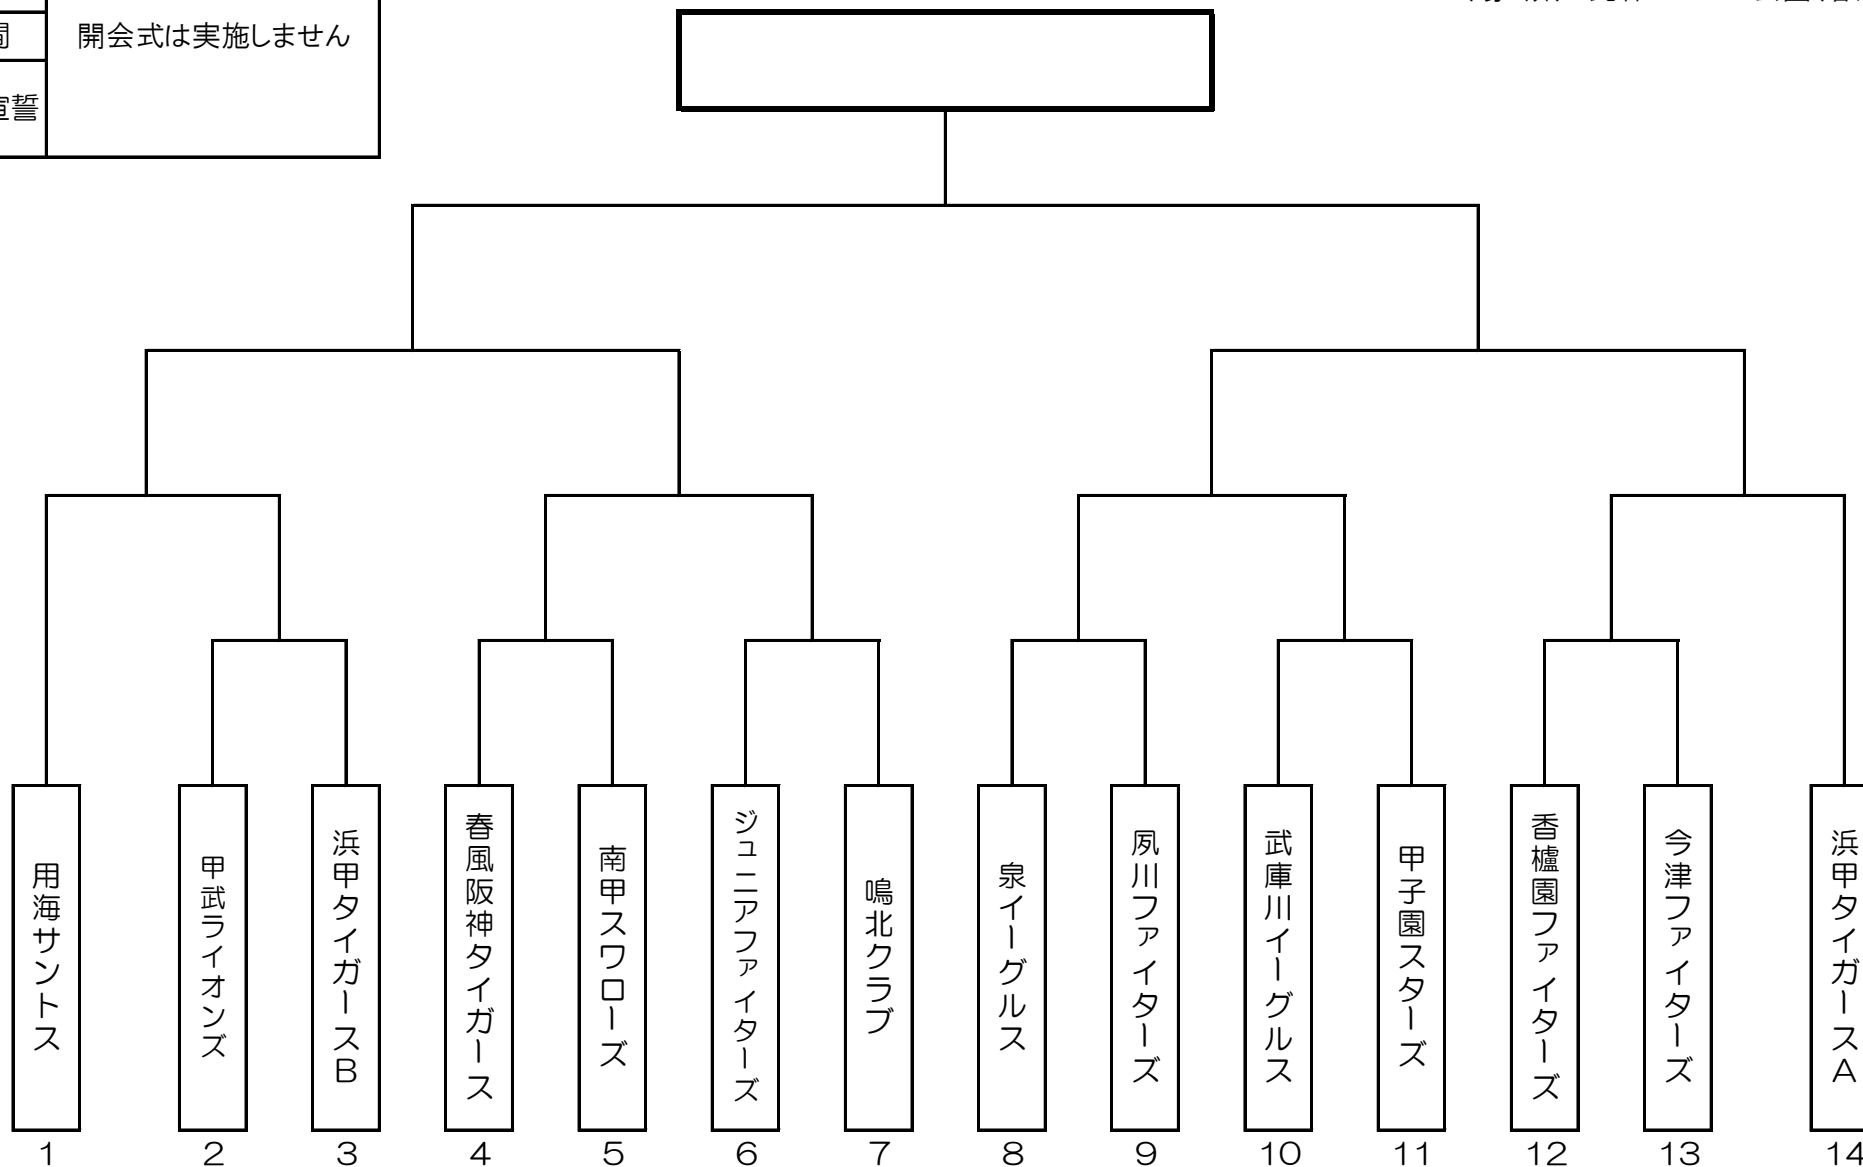 開会式は実施しません
宣誓
用海サントス
甲武ライオンズ
浜甲タイガースB
春風阪神タイガース
南甲スワローズ
ジュニアファイターズ
鳴北クラブ
泉イーグルス
夙川ファイターズ
武庫川イーグルス
甲子園スターズ
香櫨園ファイターズ
今津ファイターズ
浜甲タイガースA
1 2 3 4 5 6 7 8 9 10 11 12 13 14